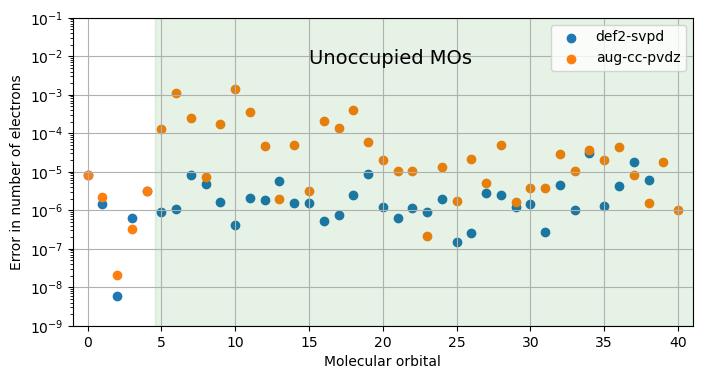 Unoccupied MOs
def2-svpd
aug-cc-pvdz
Error in number of electrons
10⁻¹
10⁻²
10⁻³
10⁻⁴
10⁻⁵
10⁻⁶
10⁻⁷
10⁻⁸
10⁻⁹
0 5 10 15 20 25 30 35 40
Molecular orbital